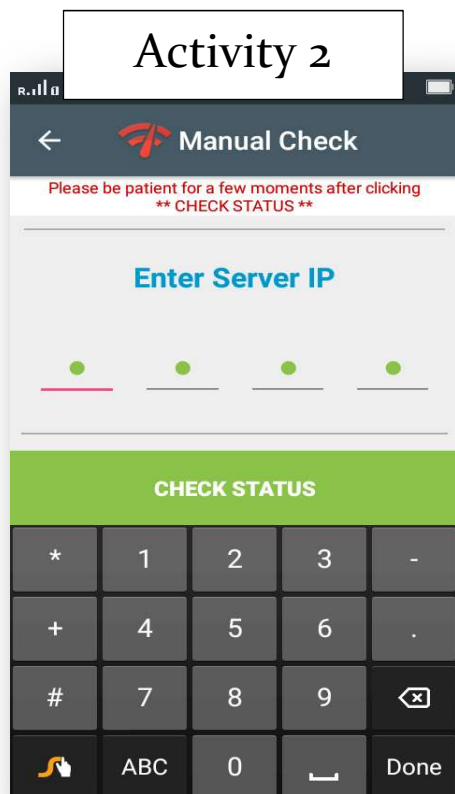 Activity 2
R
Manual Check
Please be patient for a few moments after clicking
** CHECK STATUS **
Enter Server IP
CHECK STATUS
* 1 2 3 -
+ 4 5 6 .
# 7 8 9
ABC 0 Done